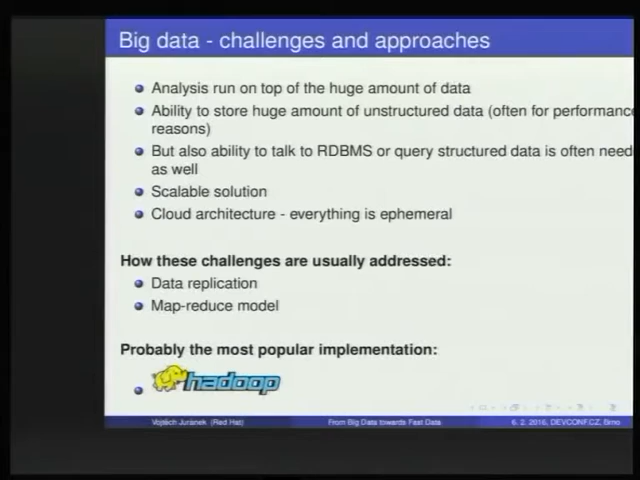 Big data - challenges and approaches
Analysis run on top of the huge amount of data
Ability to store huge amount of unstructured data (often for performance
reasons)
But also ability to talk to RDBMS or query structured data is often need
as well
Scalable solution
Cloud architecture - everything is ephemeral
How these challenges are usually addressed:
Data replication
Map-reduce model
Probably the most popular implementation:
hadoop
Vojtěch Juránek (Red Hat) From Big Data towards Fast Data 6. 2. 2016, DEVCONF.CZ, Brno